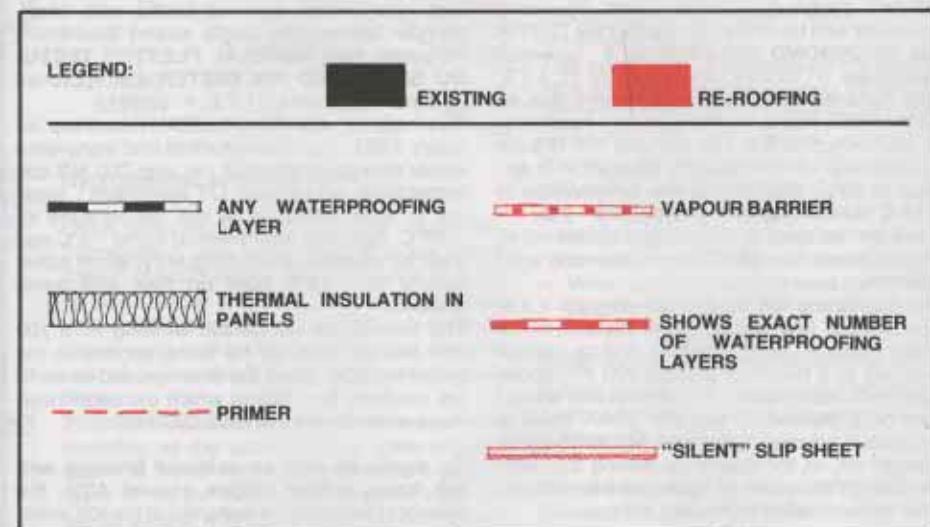 LEGEND:
EXISTING
RE-ROOFING
ANY WATERPROOFING
LAYER
VAPOUR BARRIER
THERMAL INSULATION IN
PANELS
SHOWS EXACT NUMBER
OF WATERPROOFING
LAYERS
PRIMER
"SILENT" SLIP SHEET